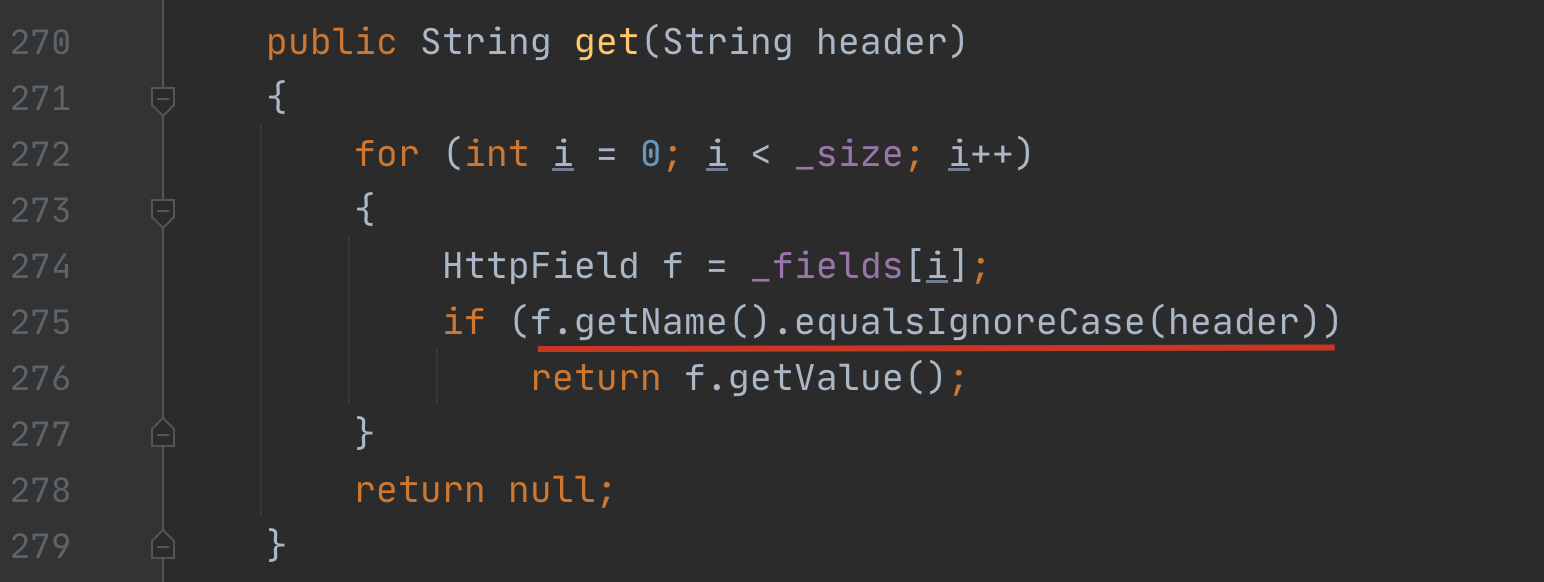 270 public String get(String header)
271 {
272 for (int i = 0; i < _size; i++)
273 {
274 HttpField f = _fields[i];
275 if (f.getName().equalsIgnoreCase(header))
276 return f.getValue();
277 }
278 return null;
279 }